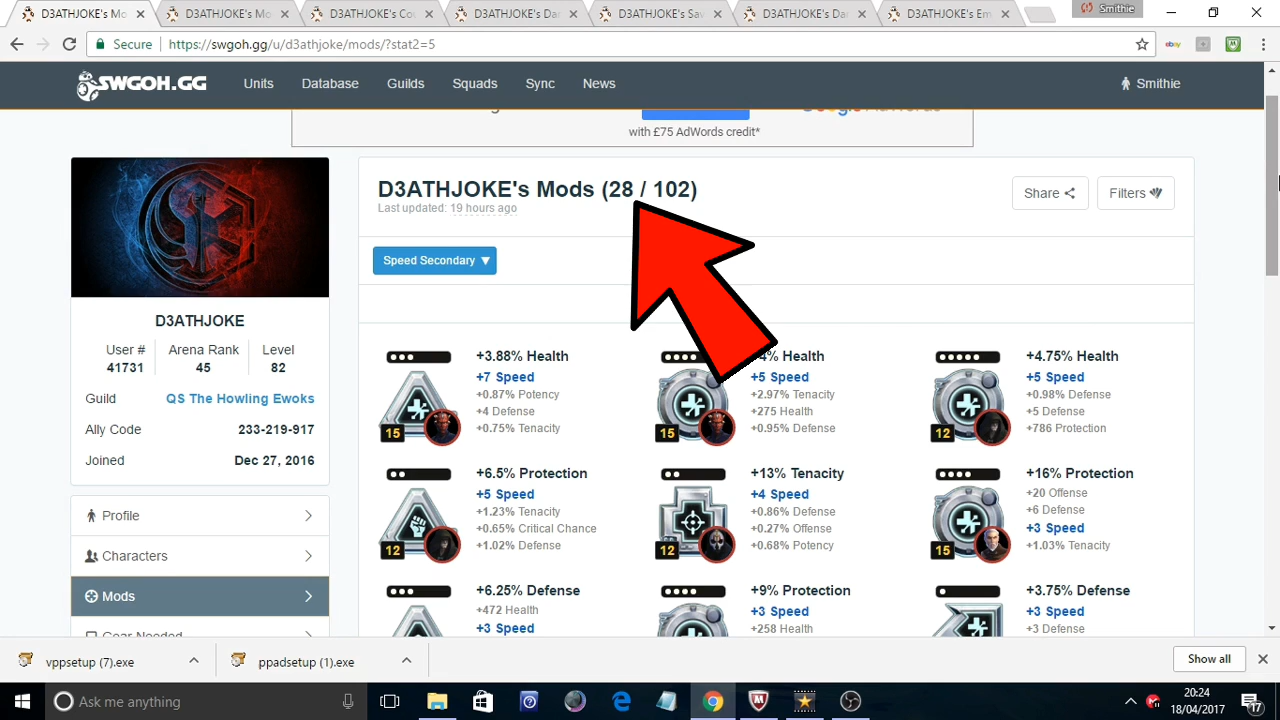 D3ATHJOKE's Mo
D3ATHJOKE's Mo
D3ATHJOKE's Co
D3ATHJOKE's Da
D3ATHJOKE's Sa
D3ATHJOKE's Da
D3ATHJOKE's Em
Smithie
Secure
https://swgoh.gg/u/d3athjoke/mods/?stat2=5
ebay
SWGOH.GG
Units
Database
Guilds
Squads
Sync
News
Smithie
with £75 AdWords credit*
D3ATHJOKE's Mods (28 / 102)
Last updated: 19 hours ago
Share
Filters
Speed Secondary
D3ATHJOKE
User # Arena Rank Level
41731 45 82
Guild QS The Howling Ewoks
Ally Code 233-219-917
Joined Dec 27, 2016
Profile
Characters
Mods
Gear Needed
15
+3.88% Health
+7 Speed
+0.87% Potency
+4 Defense
+0.75% Tenacity
15
4% Health
+5 Speed
+2.97% Tenacity
+275 Health
+0.95% Defense
12
+4.75% Health
+5 Speed
+0.98% Defense
+5 Defense
+786 Protection
12
+6.5% Protection
+5 Speed
+1.23% Tenacity
+0.65% Critical Chance
+1.02% Defense
12
+13% Tenacity
+4 Speed
+0.86% Defense
+0.27% Offense
+0.68% Potency
15
+16% Protection
+20 Offense
+6 Defense
+3 Speed
+1.03% Tenacity
+6.25% Defense
+472 Health
+3 Speed
+9% Protection
+3 Speed
+258 Health
+3.75% Defense
+3 Speed
+3 Defense
vppsetup (7).exe
ppadsetup (1).exe
Show all
Ask me anything
20:24
18/04/2017
17